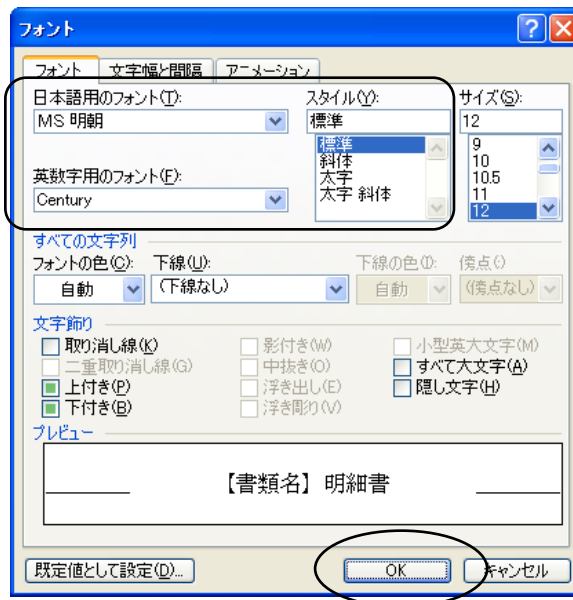 フォント
フォント 文字幅と間隔 アニメーション
日本語用のフォント(T): スタイル(Y): サイズ(S):
MS 明朝 標準 12
標準 9
斜体 10
太字 10.5
太字 斜体 11
12
英数字用のフォント(F):
Century
すべての文字列
フォントの色(C): 下線(U): 下線の色(I): 傍点(·)
自動 (下線なし) 自動 (傍点なし)
文字飾り
取り消し線(K) 影付き(W) 小型英大文字(M)
二重取り消し線(G) 中抜き(O) すべて大文字(A)
上付き(P) 浮き出し(E) 隠し文字(H)
下付き(B) 浮き彫り(V)
プレビュー
【書類名】明細書
既定値として設定(D)... OK キャンセル